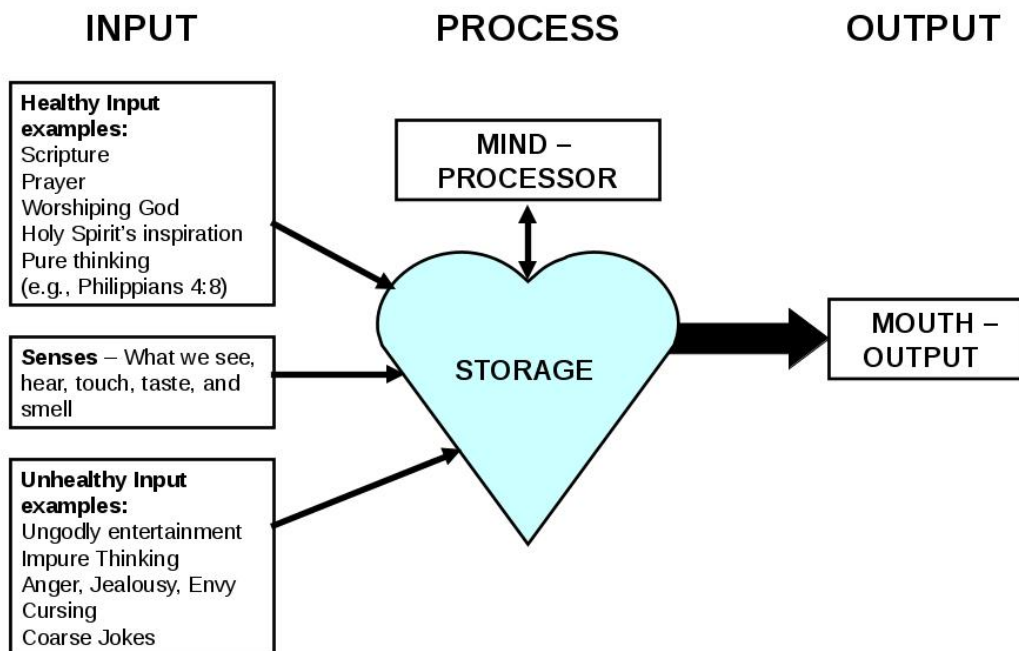 INPUT
PROCESS
OUTPUT
Healthy Input
examples:
Scripture
Prayer
Worshiping God
Holy Spirit's inspiration
Pure thinking
(e.g., Philippians 4:8)
Senses – What we see,
hear, touch, taste, and
smell
Unhealthy Input
examples:
Ungodly entertainment
Impure Thinking
Anger, Jealousy, Envy
Cursing
Coarse Jokes
MIND –
PROCESSOR
STORAGE
MOUTH –
OUTPUT